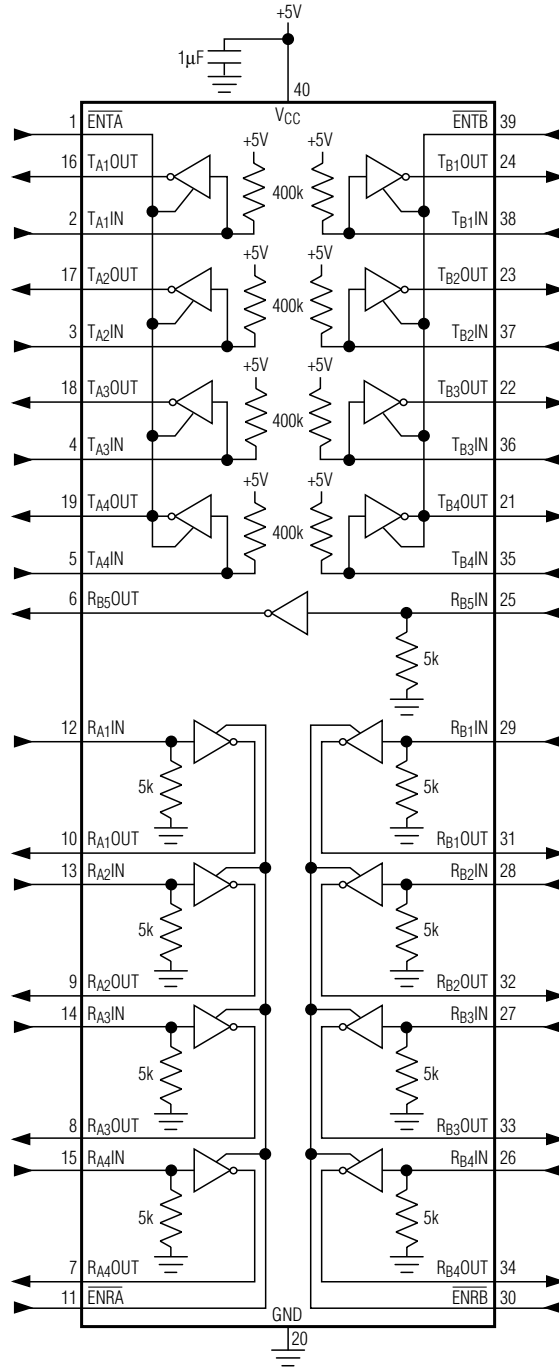 +5V
1µF
40
VCC
1 ENTA ENTB 39
16 TA1OUT +5V +5V TB1OUT 24
400k
2 TA1IN TB1IN 38
17 TA2OUT +5V +5V TB2OUT 23
400k
3 TA2IN TB2IN 37
18 TA3OUT +5V +5V TB3OUT 22
400k
4 TA3IN TB3IN 36
19 TA4OUT +5V +5V TB4OUT 21
400k
5 TA4IN TB4IN 35
6 RB5OUT RB5IN 25
5k
12 RA1IN RB1IN 29
5k 5k
10 RA1OUT RB1OUT 31
13 RA2IN RB2IN 28
5k 5k
9 RA2OUT RB2OUT 32
14 RA3IN RB3IN 27
5k 5k
8 RA3OUT RB3OUT 33
15 RA4IN RB4IN 26
5k 5k
7 RA4OUT RB4OUT 34
11 ENRA ENRB 30
GND
20